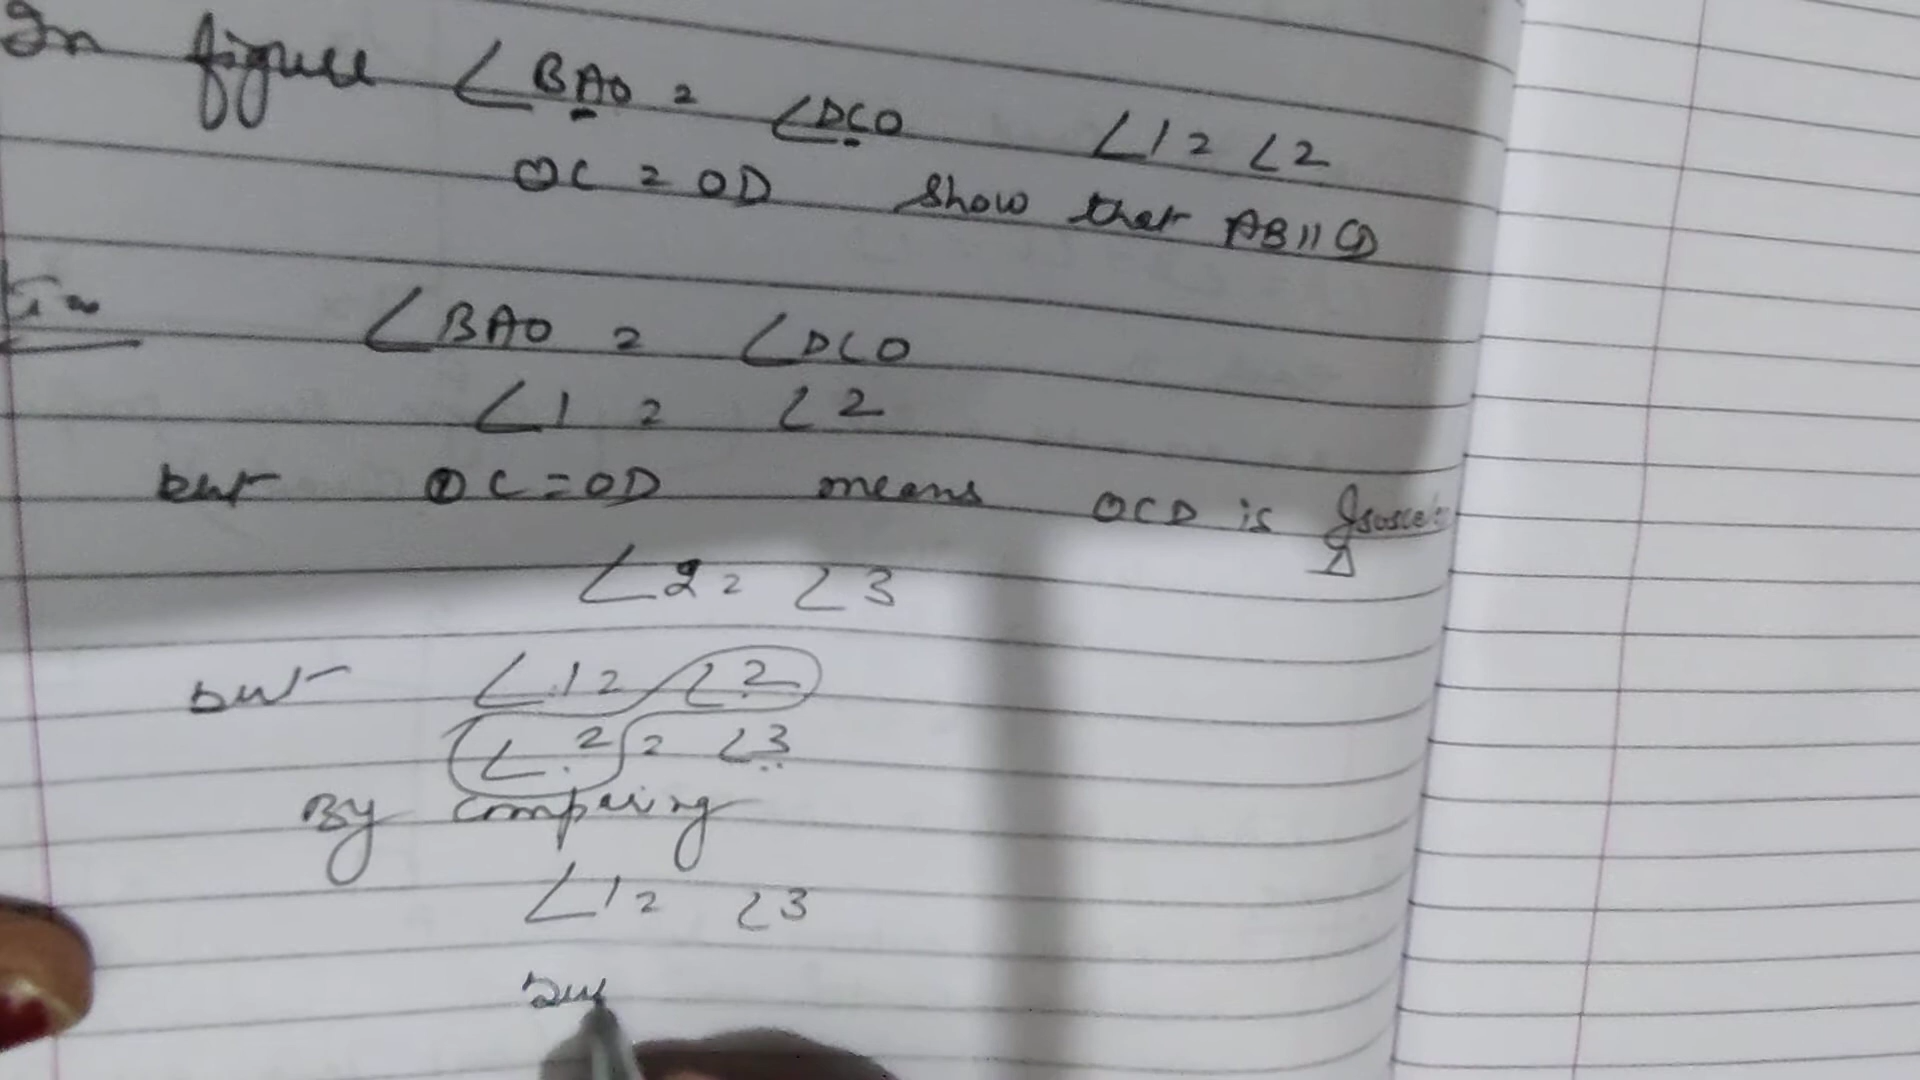 In figure ∠BAO = ∠DCO ∠1 = ∠2
OC = OD Show that AB || CD
∠BAO = ∠DCO
∠1 = ∠2
but OC = OD means OCD is Isosceles
Δ
∠2 = ∠3
but ∠1 = ∠2
∠2 = ∠3
By comparing
∠1 = ∠3
but